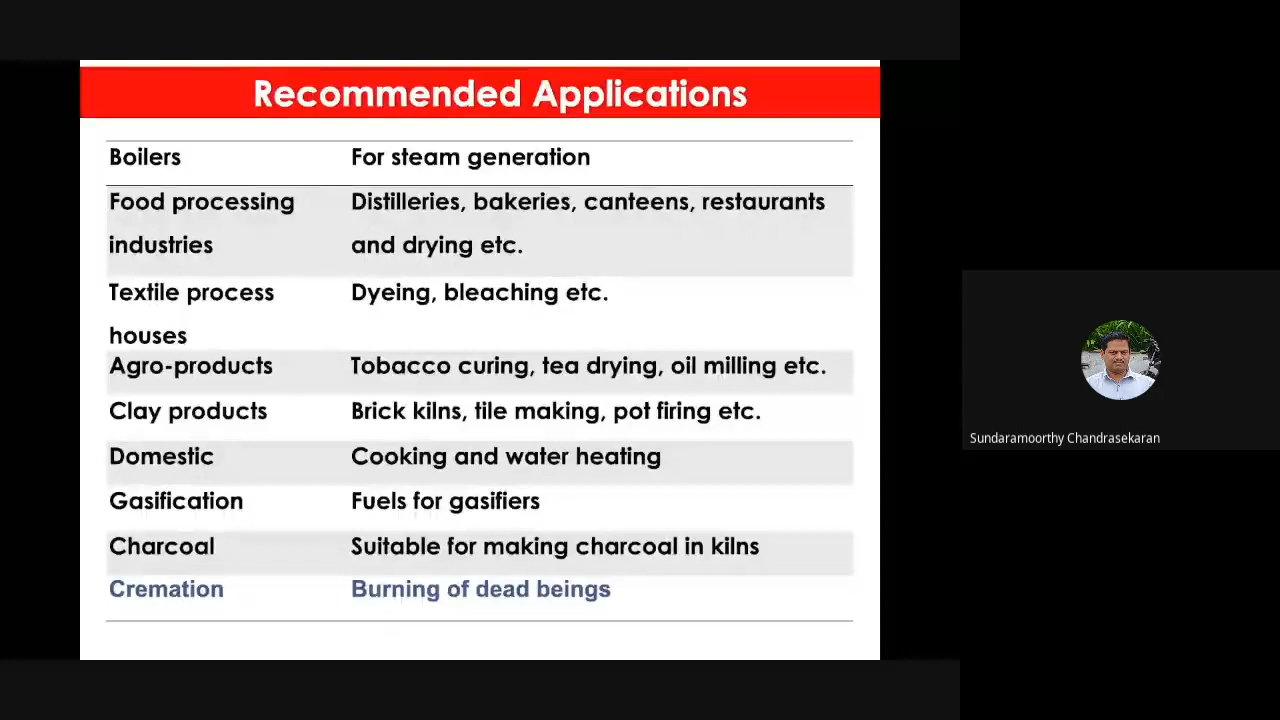 Recommended Applications
Boilers For steam generation
Food processing Distilleries, bakeries, canteens, restaurants
industries and drying etc.
Textile process Dyeing, bleaching etc.
houses
Agro-products Tobacco curing, tea drying, oil milling etc.
Clay products Brick kilns, tile making, pot firing etc.
Domestic Cooking and water heating
Gasification Fuels for gasifiers
Charcoal Suitable for making charcoal in kilns
Cremation Burning of dead beings
Sundaramoorthy Chandrasekaran